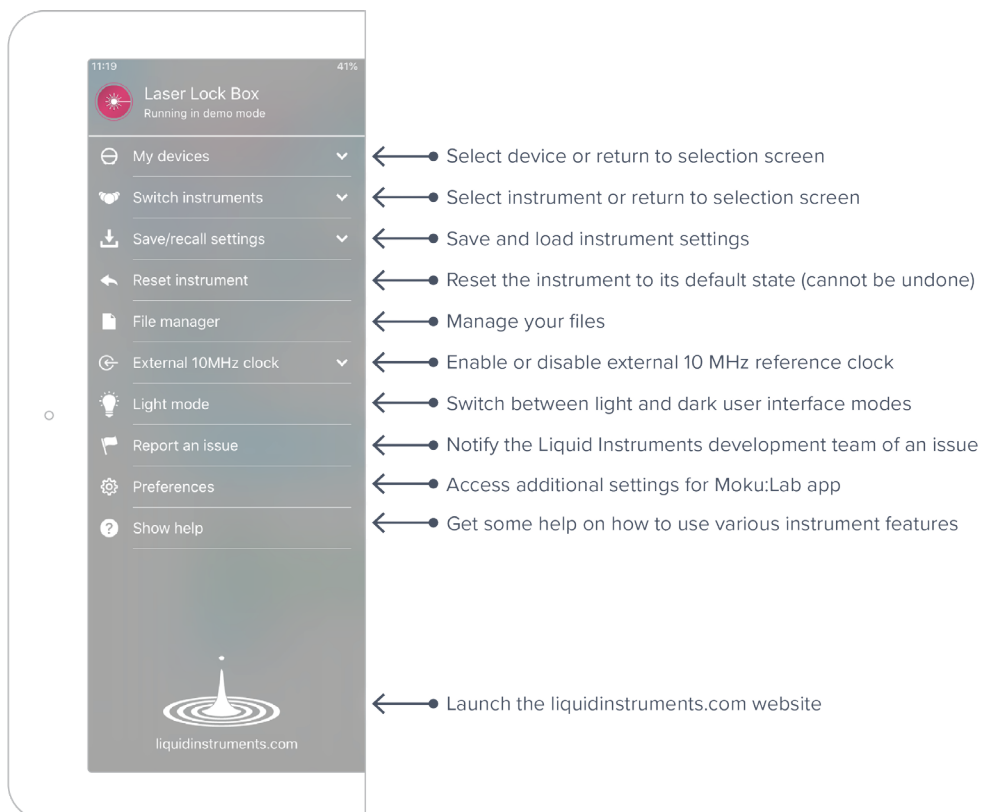 11:19 41%
Laser Lock Box
Running in demo mode
My devices
Select device or return to selection screen
Switch instruments
Select instrument or return to selection screen
Save/recall settings
Save and load instrument settings
Reset instrument
Reset the instrument to its default state (cannot be undone)
File manager
Manage your files
External 10MHz clock
Enable or disable external 10 MHz reference clock
Light mode
Switch between light and dark user interface modes
Report an issue
Notify the Liquid Instruments development team of an issue
Preferences
Access additional settings for Moku:Lab app
? Show help
Get some help on how to use various instrument features
Launch the liquidinstruments.com website
liquidinstruments.com